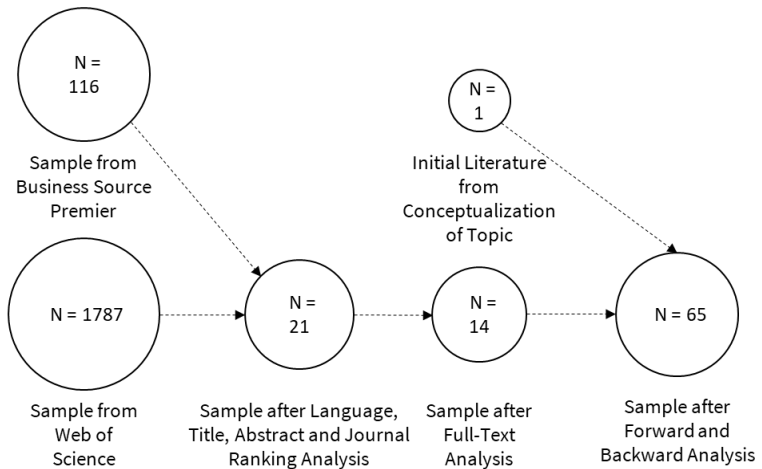 N =
116
Sample from
Business Source
Premier
N =
1
Initial Literature
from
Conceptualization
of Topic
N = 1787
Sample from
Web of
Science
N =
21
Sample after Language,
Title, Abstract and Journal
Ranking Analysis
N =
14
Sample after
Full-Text
Analysis
N = 65
Sample after
Forward and
Backward Analysis